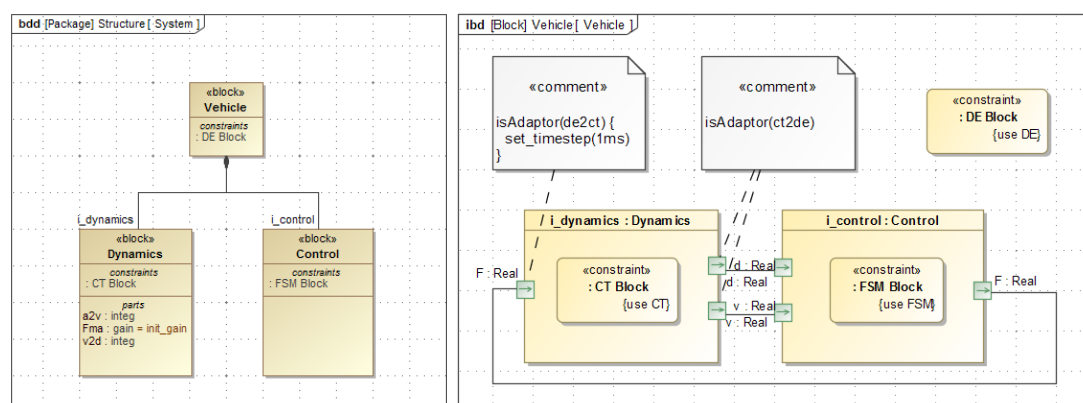 bdd [Package] Structure [ System ]
«block»
Vehicle
constraints
: DE Block
i_dynamics
i_control
«block»
Dynamics
constraints
: CT Block
parts
a2v : integ
Fma : gain = init_gain
v2d : integ
«block»
Control
constraints
: FSM Block
ibd [Block] Vehicle [ Vehicle ]
«comment»
isAdaptor(de2ct) {
set_timestep(1ms)
}
«comment»
isAdaptor(ct2de)
«constraint»
: DE Block
{use DE}
i_dynamics : Dynamics
i_control : Control
F : Real
«constraint»
: CT Block
{use CT}
d : Real
d : Real
v : Real
v : Real
«constraint»
: FSM Block
{use FSM}
F : Real